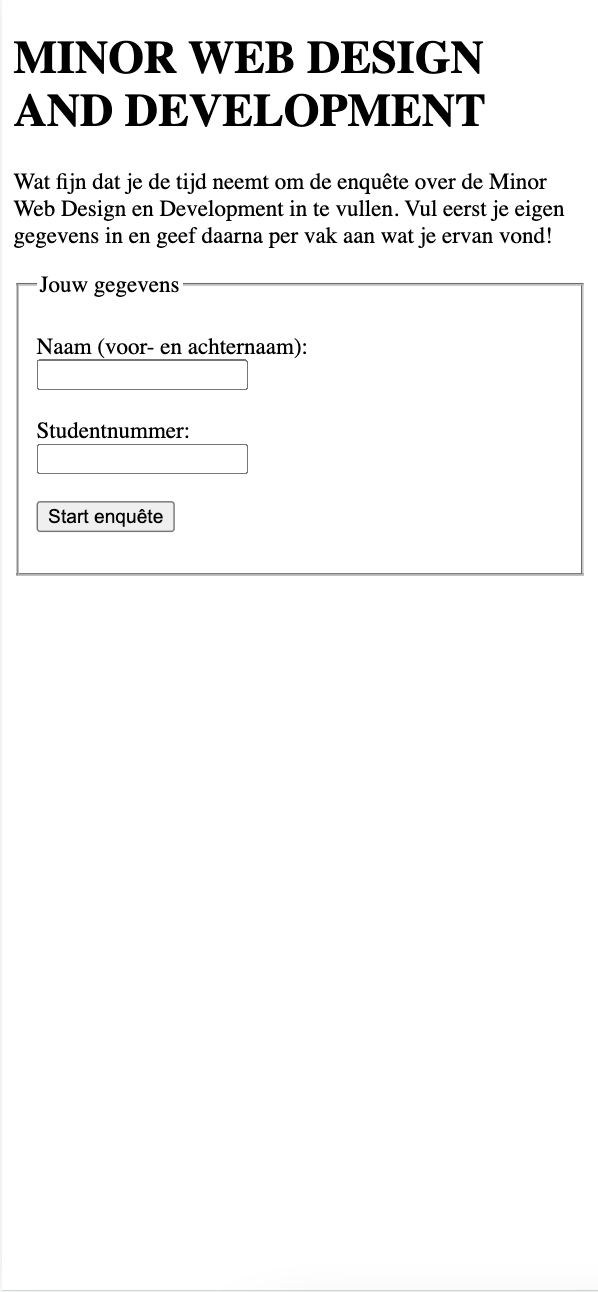 MINOR WEB DESIGN
AND DEVELOPMENT
Wat fijn dat je de tijd neemt om de enquête over de Minor
Web Design en Development in te vullen. Vul eerst je eigen
gegevens in en geef daarna per vak aan wat je ervan vond!
Jouw gegevens
Naam (voor- en achternaam):
Studentnummer:
Start enquête